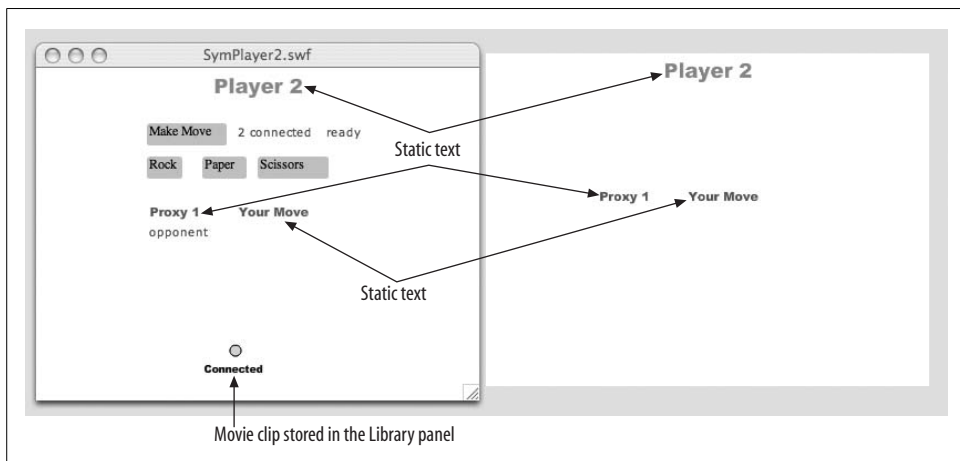 SymPlayer2.swf
Player 2
Player 2
Make Move 2 connected ready
Static text
Rock Paper Scissors
Proxy 1 Your Move
Proxy 1 Your Move
opponent
Static text
Connected
Movie clip stored in the Library panel